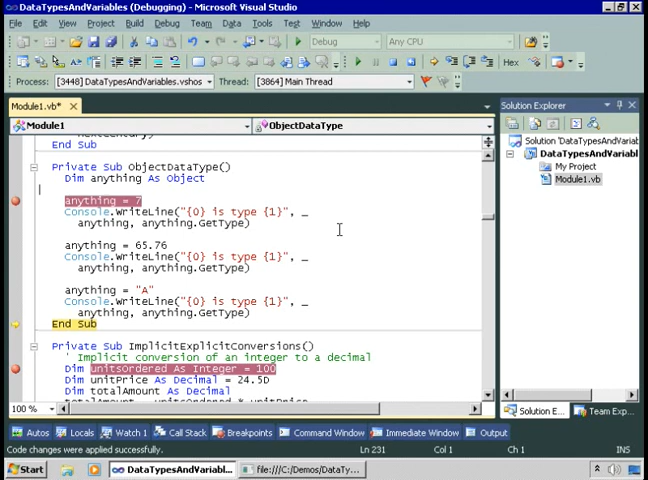 DataTypesAndVariables (Debugging) - Microsoft Visual Studio
File Edit View Project Build Debug Team Data Tools Test Window Help
Debug Any CPU
Hex
Process: [3448] DataTypesAndVariables.vshos Thread: [3864] Main Thread
Module1.vb*
Module1 ObjectDataType
End Sub
Private Sub ObjectDataType()
Dim anything As Object
anything = 7
Console.WriteLine("{0} is type {1}", _
anything, anything.GetType)
anything = 65.76
Console.WriteLine("{0} is type {1}", _
anything, anything.GetType)
anything = "A"
Console.WriteLine("{0} is type {1}", _
anything, anything.GetType)
End Sub
Private Sub ImplicitExplicitConversions()
' Implicit conversion of an integer to a decimal
Dim unitsOrdered As Integer = 100
Dim unitPrice As Decimal = 24.5D
Dim totalAmount As Decimal
totalAmount = unitsOrdered * unitPrice
100 %
Solution Explorer
Solution 'DataTypesAndVariabl
DataTypesAndVariabl
My Project
Module1.vb
Solution E... Team Exp...
Autos Locals Watch 1 Call Stack Breakpoints Command Window Immediate Window Output
Code changes were applied successfully. Ln 231 Col 1 Ch 1 INS
Start DataTypesAndVariabl... file:///C:/Demos/DataTy...